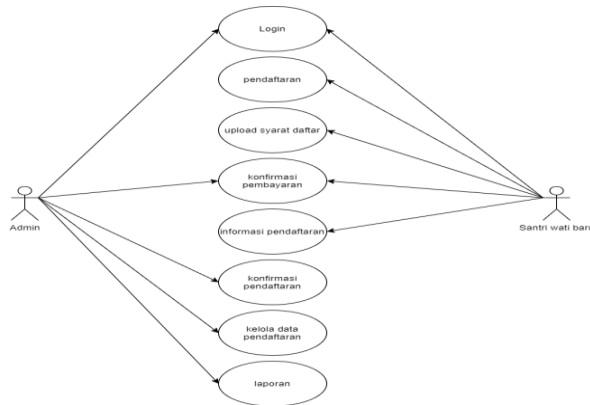 Login
pendaftaran
upload syarat daftar
konfirmasi
pembayaran
informasi pendaftaran
konfirmasi
pendaftaran
kelola data
pendaftaran
laporan
Admin
Santri wati baru